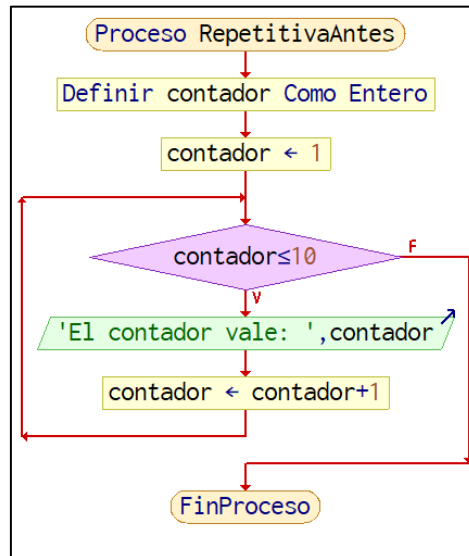 Proceso RepetitivaAntes
Definir contador Como Entero
contador ← 1
contador≤10
F
V
'El contador vale: ',contador
contador ← contador+1
FinProceso